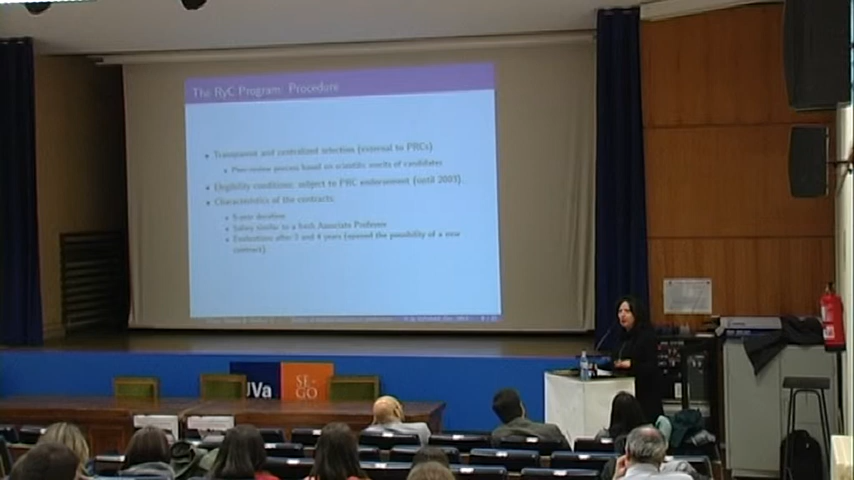 The RyC Program: Procedure
Transparent and centralized selection (external to PRCs)
Peer-review process based on scientific merits of candidates
Eligibility conditions: subject to PRC endorsement (until 2003).
Characteristics of the contracts:
5-year duration
Salary similar to a fresh Associate Professor
Evaluations after 2 and 4 years (opened the possibility of a new
contract)
UVa
SE-
GO